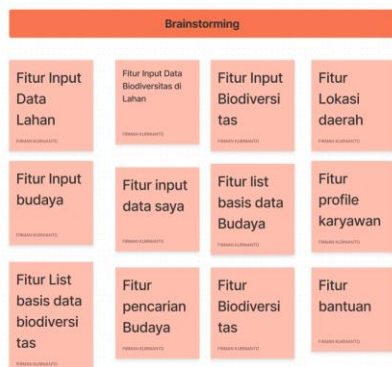 Brainstorming
Fitur Input
Data
Lahan
FIRMAN KURNIANTO
Fitur Input Data
Biodiversitas di
Lahan
FIRMAN KURNIANTO
Fitur Input
Biodiversi
tas
FIRMAN KURNIANTO
Fitur
Lokasi
daerah
FIRMAN KURNIANTO
Fitur Input
budaya
FIRMAN KURNIANTO
Fitur input
data saya
FIRMAN KURNIANTO
Fitur list
basis data
Budaya
FIRMAN KURNIANTO
Fitur
profile
karyawan
FIRMAN KURNIANTO
Fitur List
basis data
biodiversi
tas
FIRMAN KURNIANTO
Fitur
pencarian
Budaya
FIRMAN KURNIANTO
Fitur
Biodiversi
tas
FIRMAN KURNIANTO
Fitur
bantuan
FIRMAN KURNIANTO